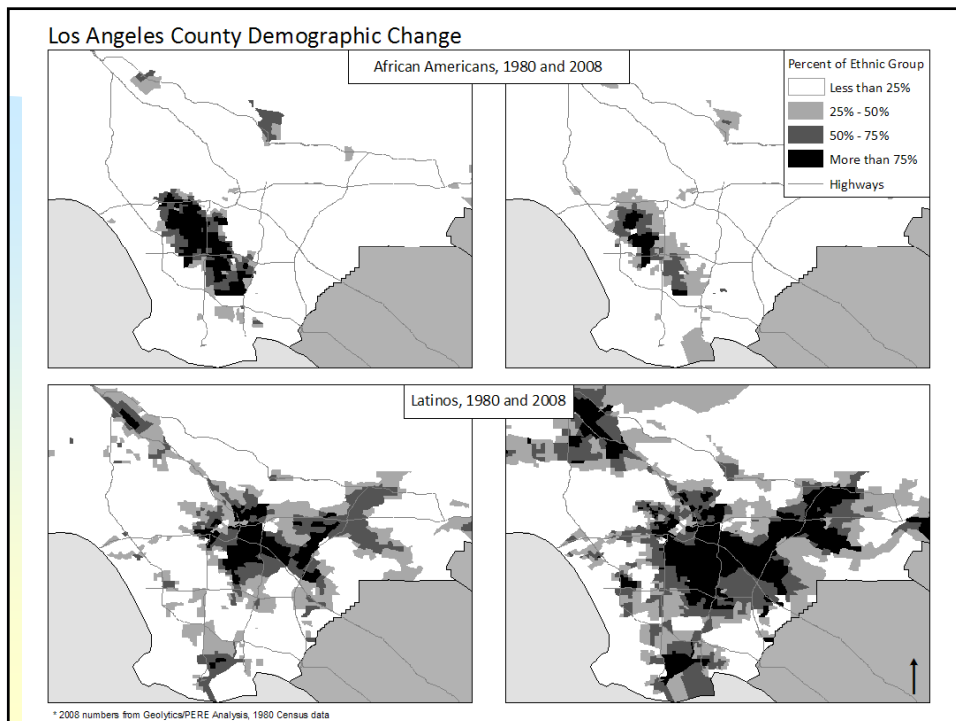 Los Angeles County Demographic Change
African Americans, 1980 and 2008
Percent of Ethnic Group
Less than 25%
25% - 50%
50% - 75%
More than 75%
Highways
Latinos, 1980 and 2008
* 2008 numbers from Geolytics/PERE Analysis, 1980 Census data